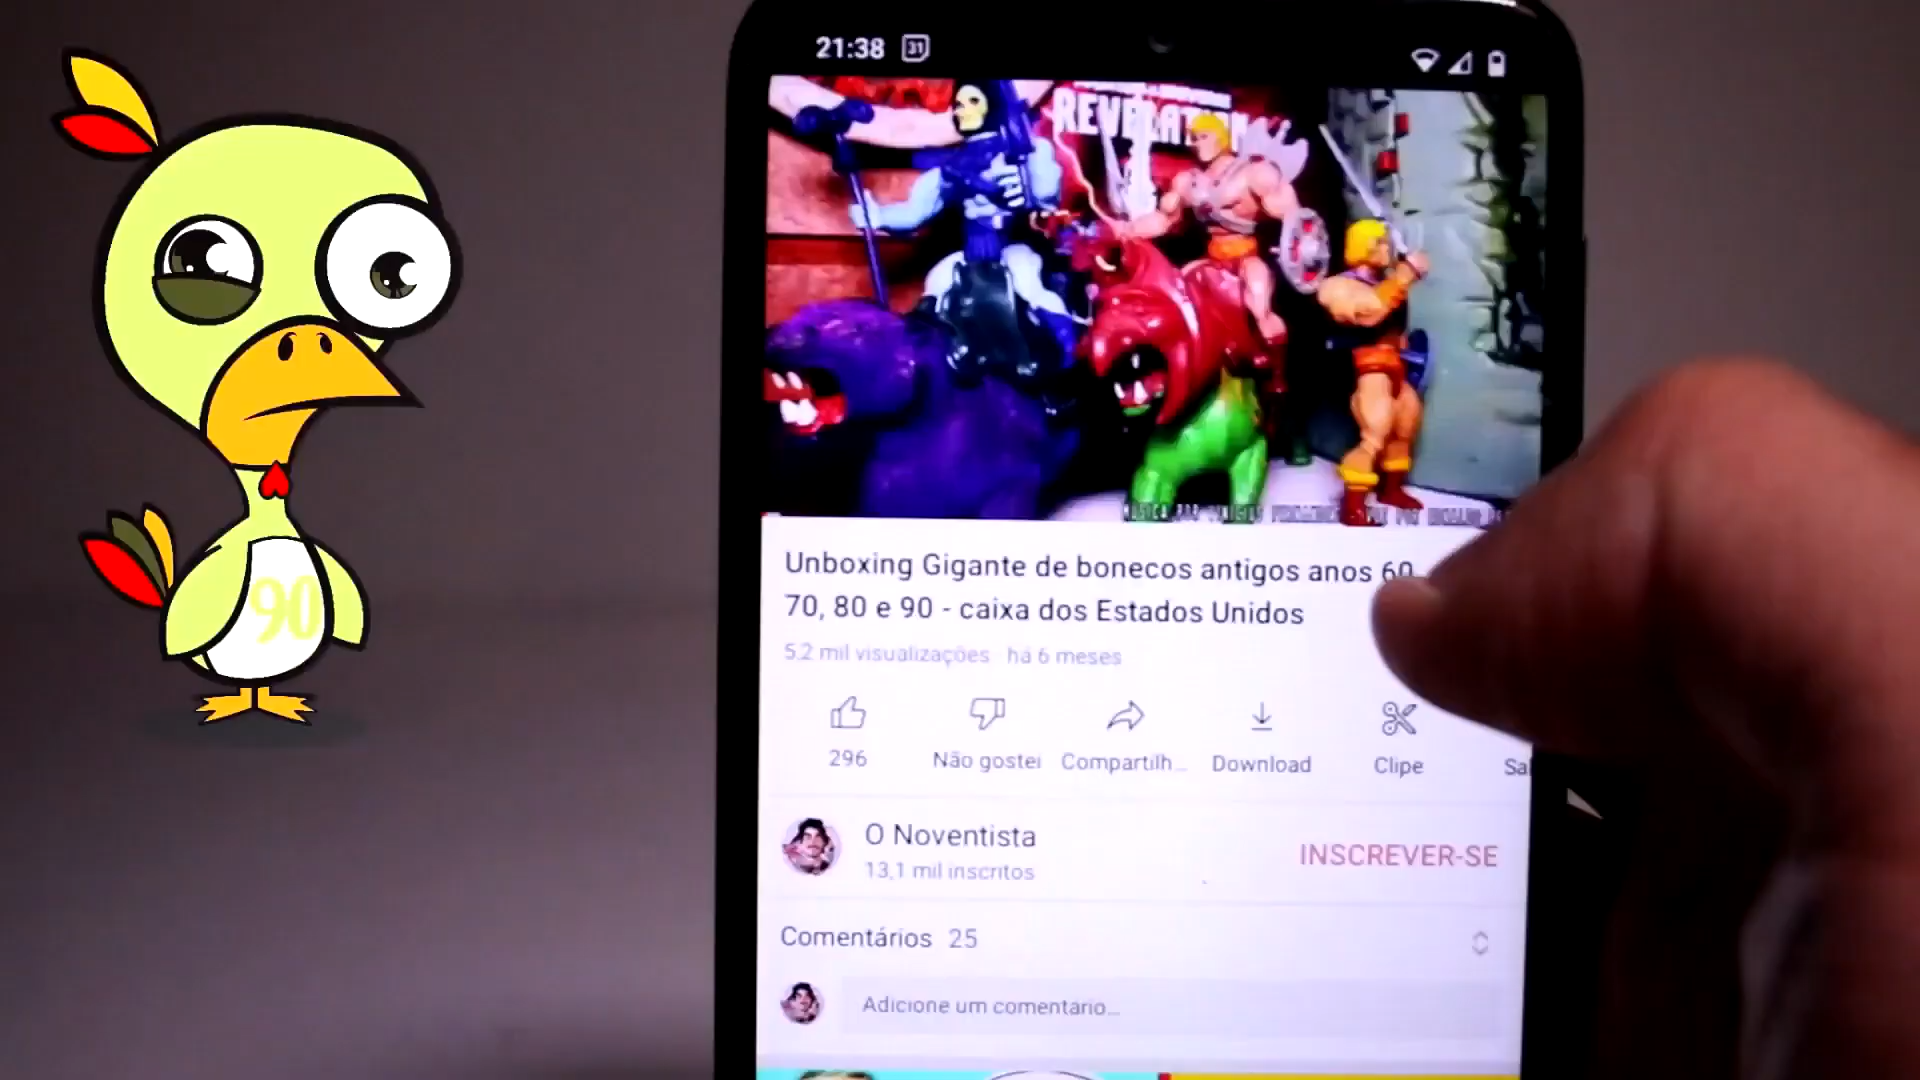 21:38
31
REVELATION
90
Unboxing Gigante de bonecos antigos anos 60,
70, 80 e 90 - caixa dos Estados Unidos
5,2 mil visualizações · há 6 meses
296
Não gostei
Compartilh...
Download
Clipe
Sal
O Noventista
13,1 mil inscritos
INSCREVER-SE
Comentários 25
Adicione um comentário...